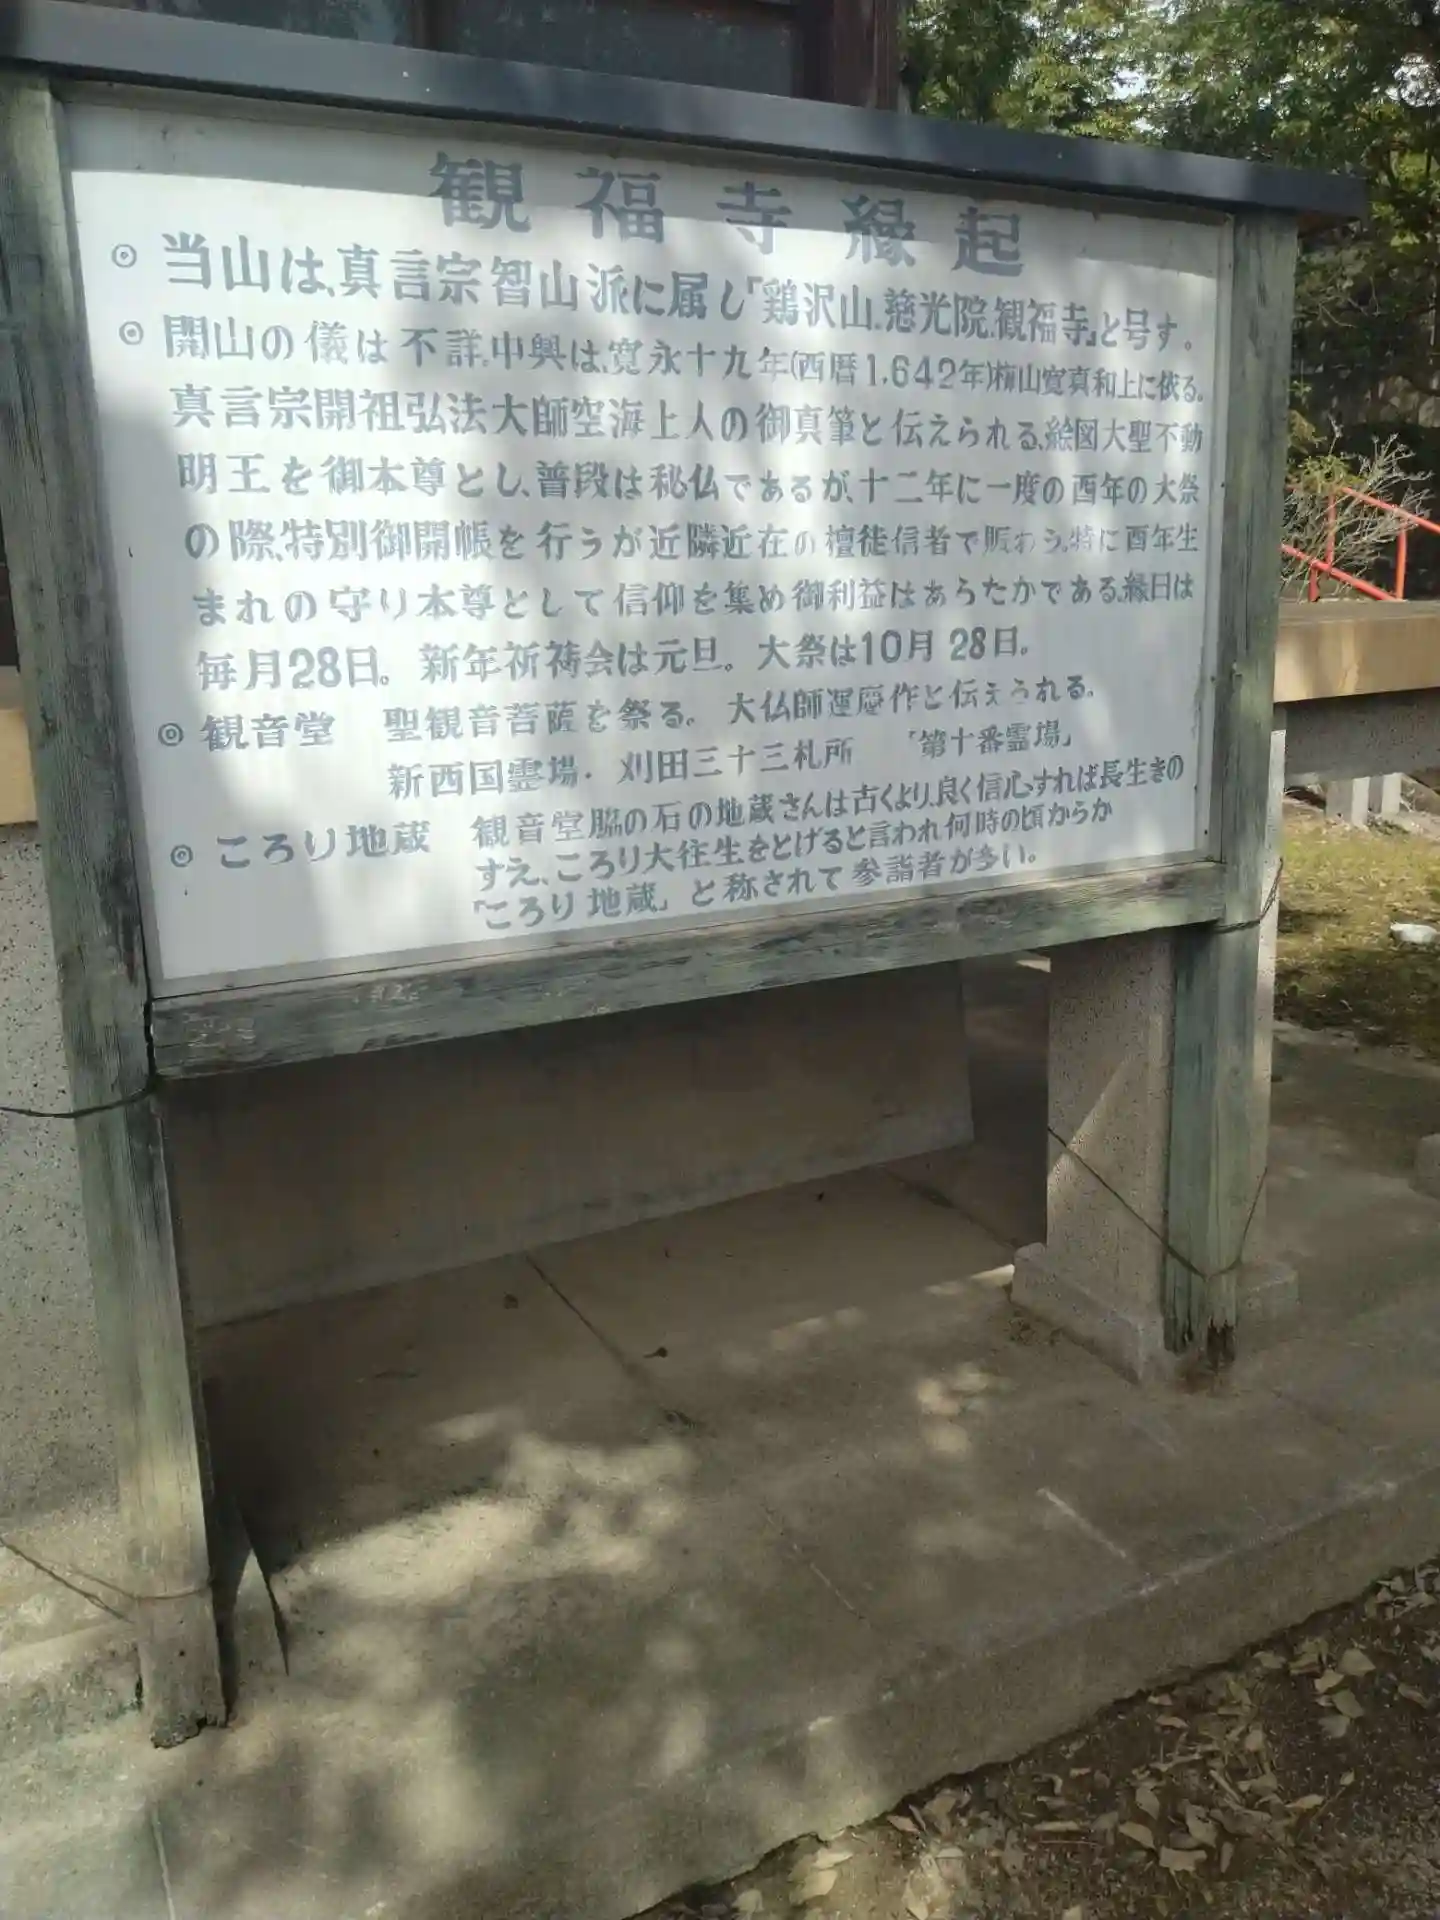 観福寺縁起
◎ 当山は、真言宗智山派に属し「鶏沢山.慈光院.観福寺」と号す。
◎ 開山の儀は不詳.中興は、寛永十九年(西暦1,642年)梅山寛真和上に依る。
真言宗開祖弘法大師空海上人の御真筆と伝えられる、絵図大聖不動
明王を御本尊とし、普段は秘仏であるが、十二年に一度の酉年の大祭
の際、特別御開帳を行うが近隣近在の檀徒信者で賑わう。特に酉年生
まれの守り本尊として信仰を集め御利益はあらたかである。縁日は
毎月28日。 新年祈祷会は元旦。 大祭は10月28日。
◎ 観音堂 聖観音菩薩を祭る。 大仏師運慶作と伝えられる。
新西国霊場. 刈田三十三札所 「第十番霊場」
◎ ころり地蔵 観音堂脇の石の地蔵さんは古くより、良く信心すれば長生きの
すえ、ころり大往生をとげると言われ何時の頃からか
「ころり地蔵」と称されて参詣者が多い。